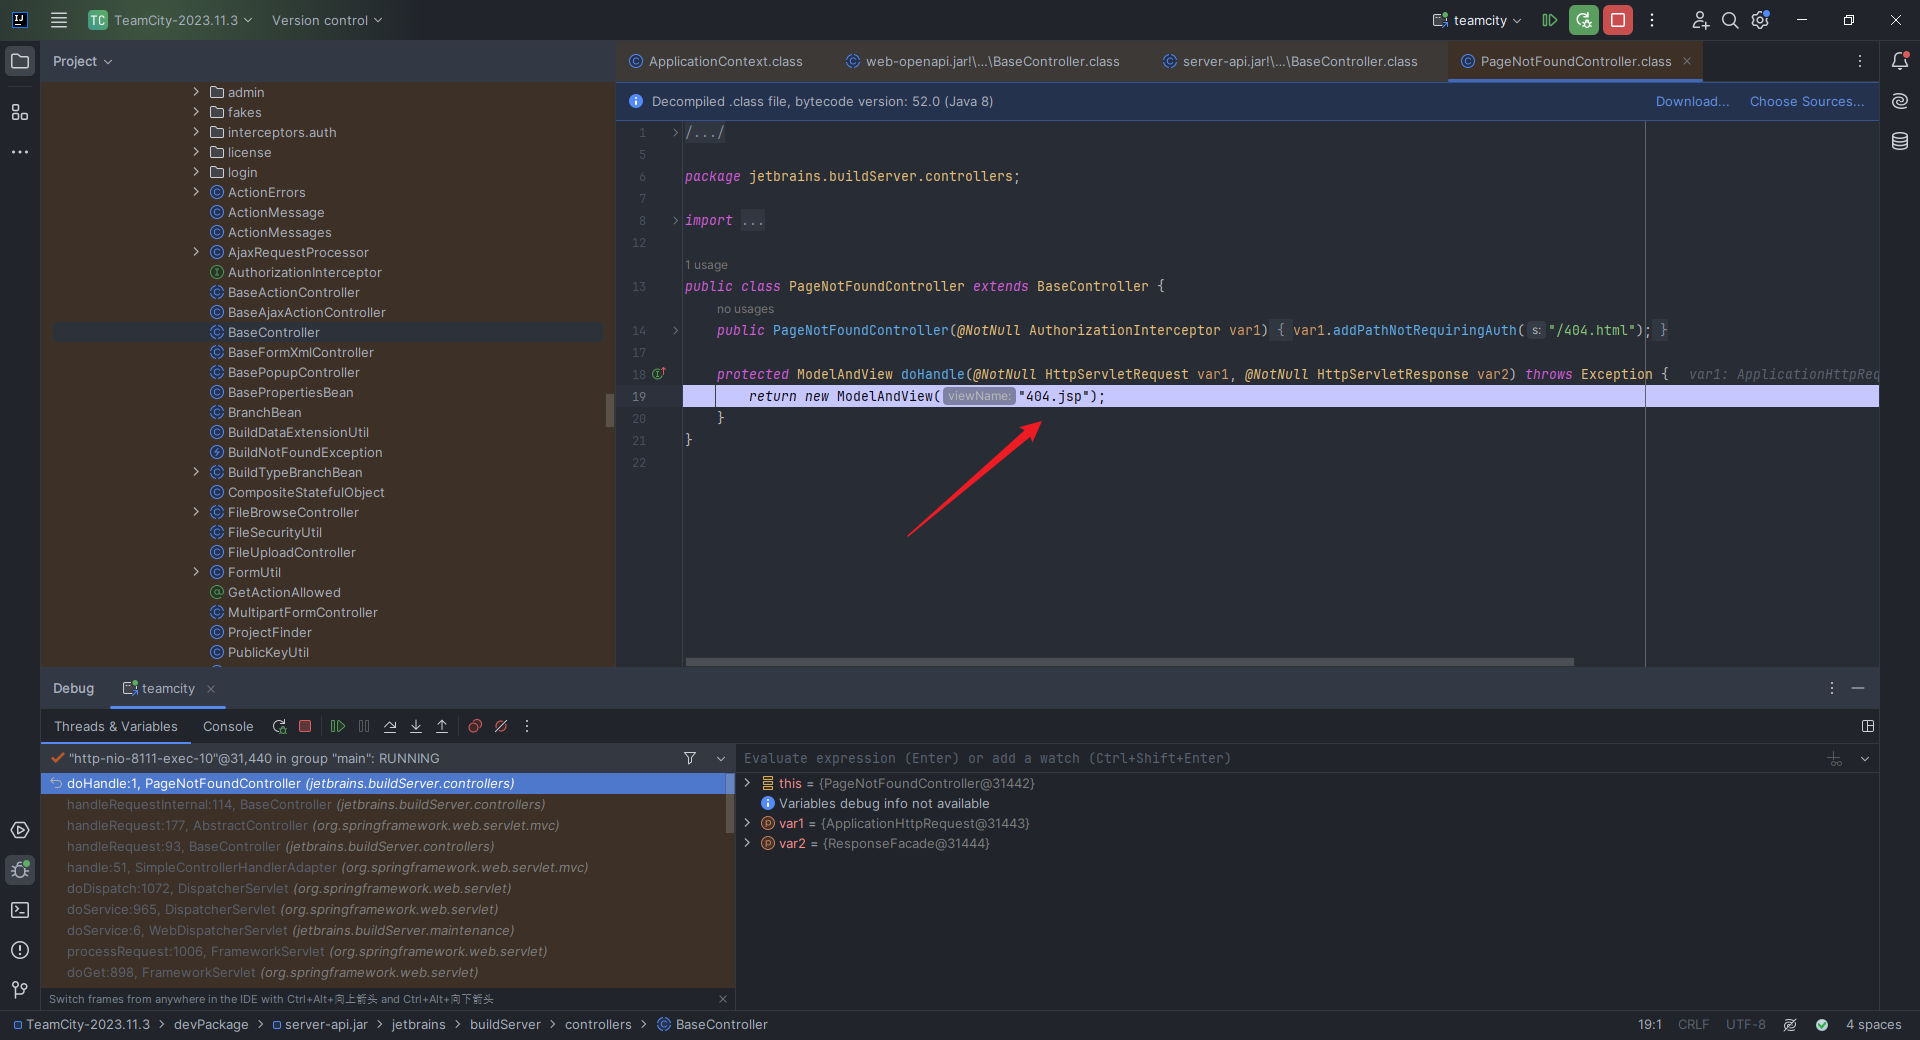 TC TeamCity-2023.11.3 Version control teamcity
Project
ApplicationContext.class web-openapi.jar!\...\BaseController.class server-api.jar!\...\BaseController.class PageNotFoundController.class
Decompiled .class file, bytecode version: 52.0 (Java 8) Download... Choose Sources...
admin
fakes
interceptors.auth
license
login
ActionErrors
ActionMessage
ActionMessages
AjaxRequestProcessor
AuthorizationInterceptor
BaseActionController
BaseAjaxActionController
BaseController
BaseFormXmlController
BasePopupController
BasePropertiesBean
BranchBean
BuildDataExtensionUtil
BuildNotFoundException
BuildTypeBranchBean
CompositeStatefulObject
FileBrowseController
FileSecurityUtil
FileUploadController
FormUtil
GetActionAllowed
MultipartFormController
ProjectFinder
PublicKeyUtil
1 /.../
5
6 package jetbrains.buildServer.controllers;
7
8 import ...
12
1 usage
13 public class PageNotFoundController extends BaseController {
no usages
14 public PageNotFoundController(@NotNull AuthorizationInterceptor var1) { var1.addPathNotRequiringAuth( s: "/404.html"); }
17
18 protected ModelAndView doHandle(@NotNull HttpServletRequest var1, @NotNull HttpServletResponse var2) throws Exception { var1: ApplicationHttpReq
19 return new ModelAndView( viewName: "404.jsp");
20 }
21 }
22
Debug teamcity
Threads & Variables Console
"http-nio-8111-exec-10"@31,440 in group "main": RUNNING
doHandle:1, PageNotFoundController (jetbrains.buildServer.controllers)
handleRequestInternal:114, BaseController (jetbrains.buildServer.controllers)
handleRequest:177, AbstractController (org.springframework.web.servlet.mvc)
handleRequest:93, BaseController (jetbrains.buildServer.controllers)
handle:51, SimpleControllerHandlerAdapter (org.springframework.web.servlet.mvc)
doDispatch:1072, DispatcherServlet (org.springframework.web.servlet)
doService:965, DispatcherServlet (org.springframework.web.servlet)
doService:6, WebDispatcherServlet (jetbrains.buildServer.maintenance)
processRequest:1006, FrameworkServlet (org.springframework.web.servlet)
doGet:898, FrameworkServlet (org.springframework.web.servlet)
Switch frames from anywhere in the IDE with Ctrl+Alt+向上箭头 and Ctrl+Alt+向下箭头
Evaluate expression (Enter) or add a watch (Ctrl+Shift+Enter)
this = {PageNotFoundController@31442}
Variables debug info not available
var1 = {ApplicationHttpRequest@31443}
var2 = {ResponseFacade@31444}
TeamCity-2023.11.3 devPackage server-api.jar jetbrains buildServer controllers BaseController
19:1 CRLF UTF-8 4 spaces